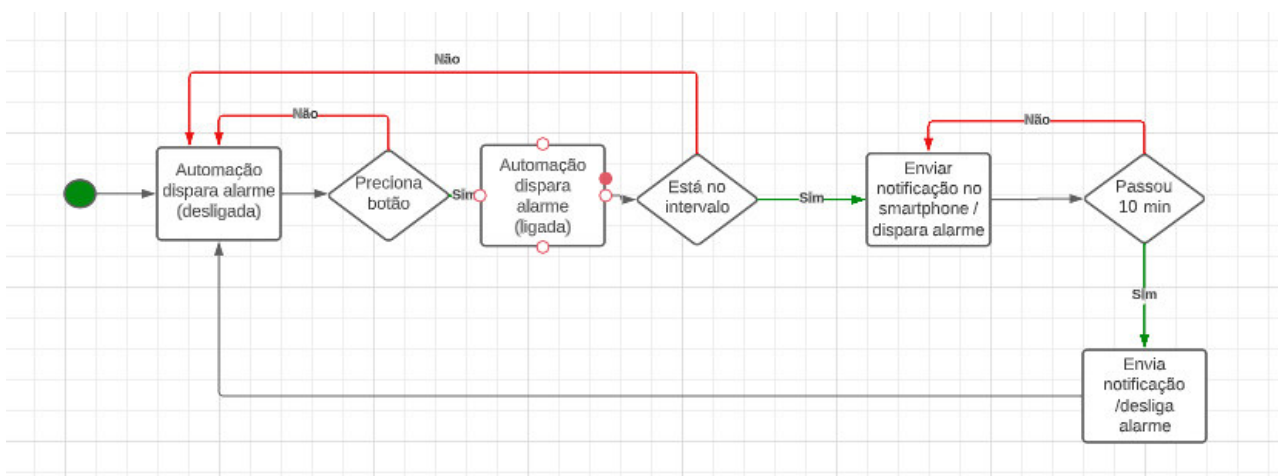 Não
Não
Não
Automação
dispara alarme
(desligada)
Preciona
botão
Sim
Automação
dispara
alarme
(ligada)
Está no
intervalo
Sim
Enviar
notificação no
smartphone /
dispara alarme
Passou
10 min
Sim
Envia
notificação
/desliga
alarme